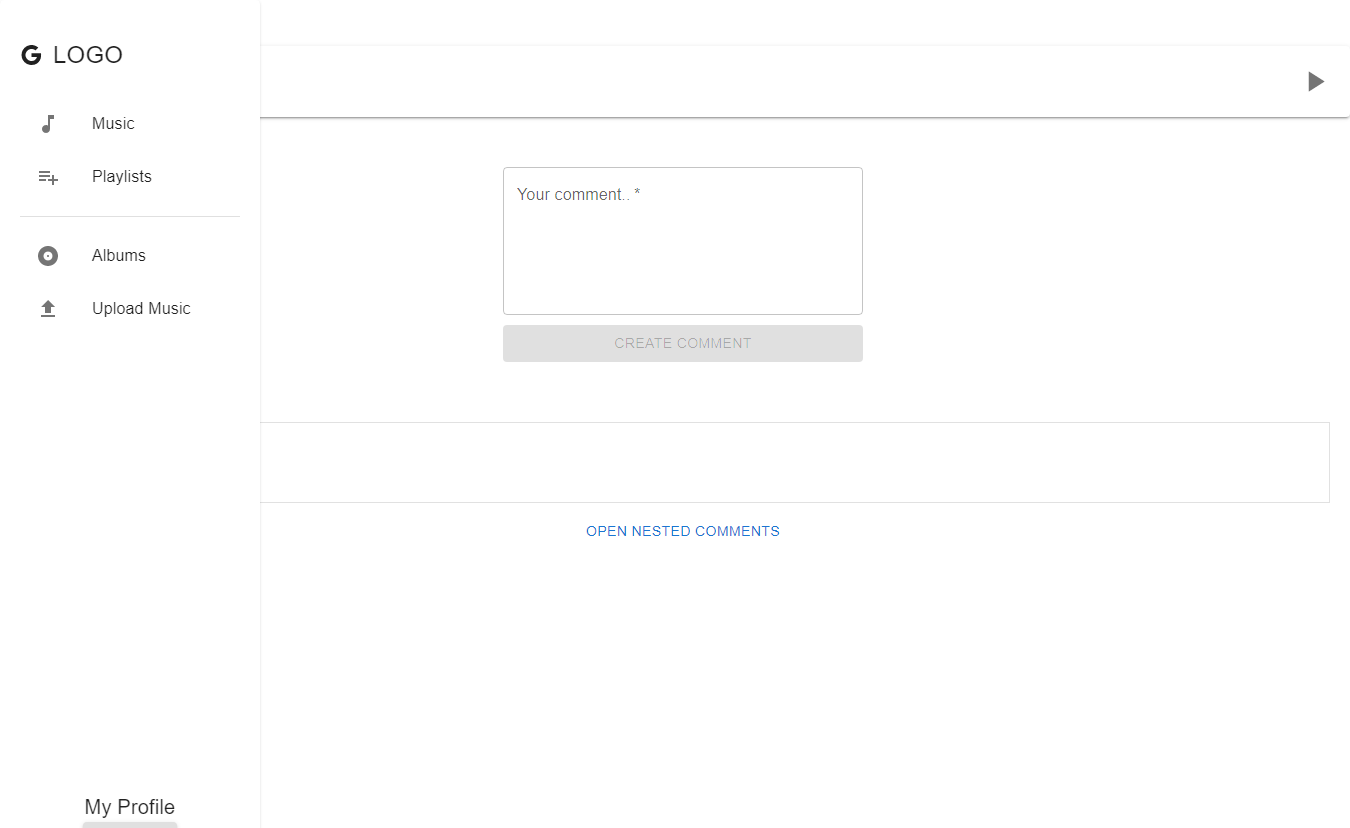 LOGO
Music
Playlists
Albums
Upload Music
My Profile
Your comment.. *
CREATE COMMENT
OPEN NESTED COMMENTS